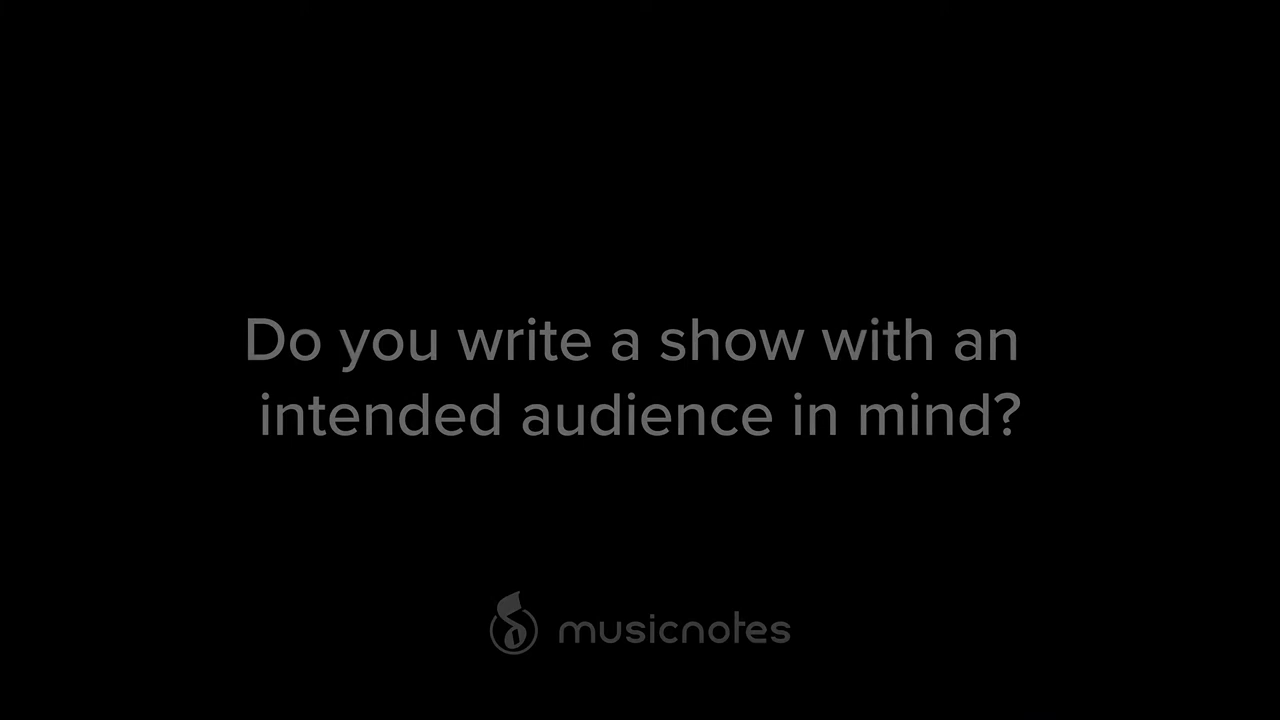 Do you write a show with an
intended audience in mind?
musicnotes